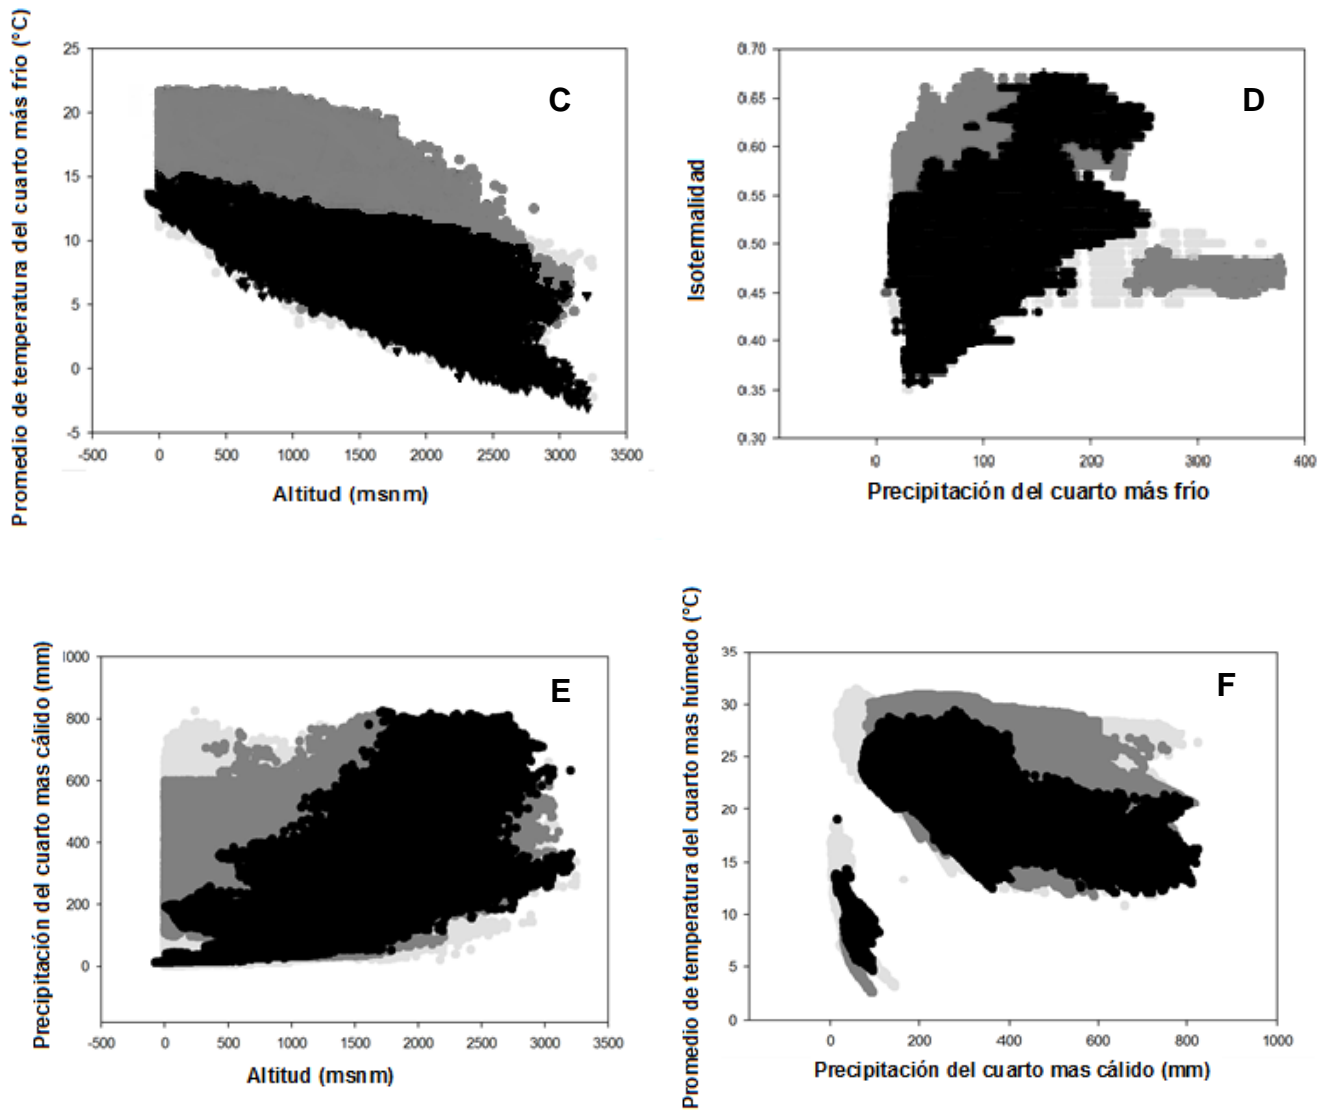 Promedio de temperatura del cuarto más frío (°C)
25
20
15
10
5
0
-5
C
-500 0 500 1000 1500 2000 2500 3000 3500
Altitud (msnm)
Isotermalidad
0.70
0.65
0.60
0.55
0.50
0.45
0.40
0.35
0.30
D
0 100 200 300 400
Precipitación del cuarto más frío
Precipitación del cuarto mas cálido (mm)
1000
800
600
400
200
0
E
-500 0 500 1000 1500 2000 2500 3000 3500
Altitud (msnm)
Promedio de temperatura del cuarto mas húmedo (°C)
35
30
25
20
15
10
5
0
F
0 200 400 600 800 1000
Precipitación del cuarto mas cálido (mm)